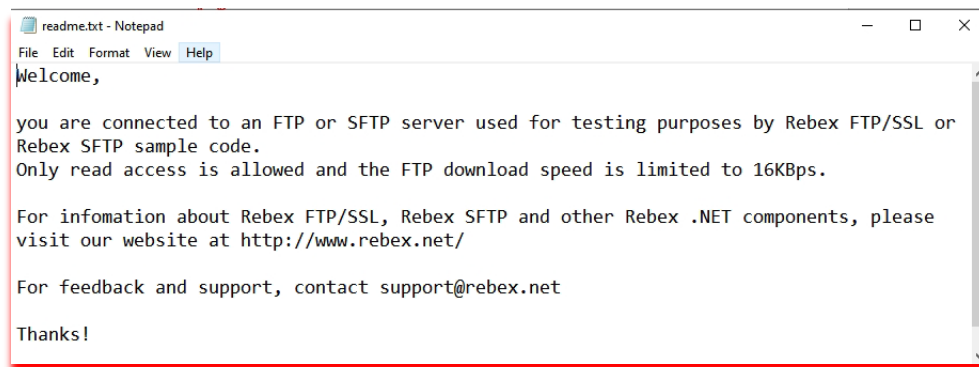 readme.txt - Notepad
File Edit Format View Help
Welcome,
you are connected to an FTP or SFTP server used for testing purposes by Rebex FTP/SSL or
Rebex SFTP sample code.
Only read access is allowed and the FTP download speed is limited to 16KBps.
For infomation about Rebex FTP/SSL, Rebex SFTP and other Rebex .NET components, please
visit our website at http://www.rebex.net/
For feedback and support, contact support@rebex.net
Thanks!